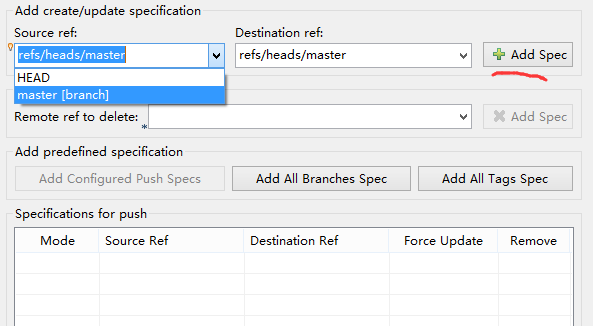 Add create/update specification
Source ref: Destination ref:
refs/heads/master refs/heads/master Add Spec
HEAD
master [branch]
Remote ref to delete: Add Spec
*
Add predefined specification
Add Configured Push Specs Add All Branches Spec Add All Tags Spec
Specifications for push
Mode Source Ref Destination Ref Force Update Remove